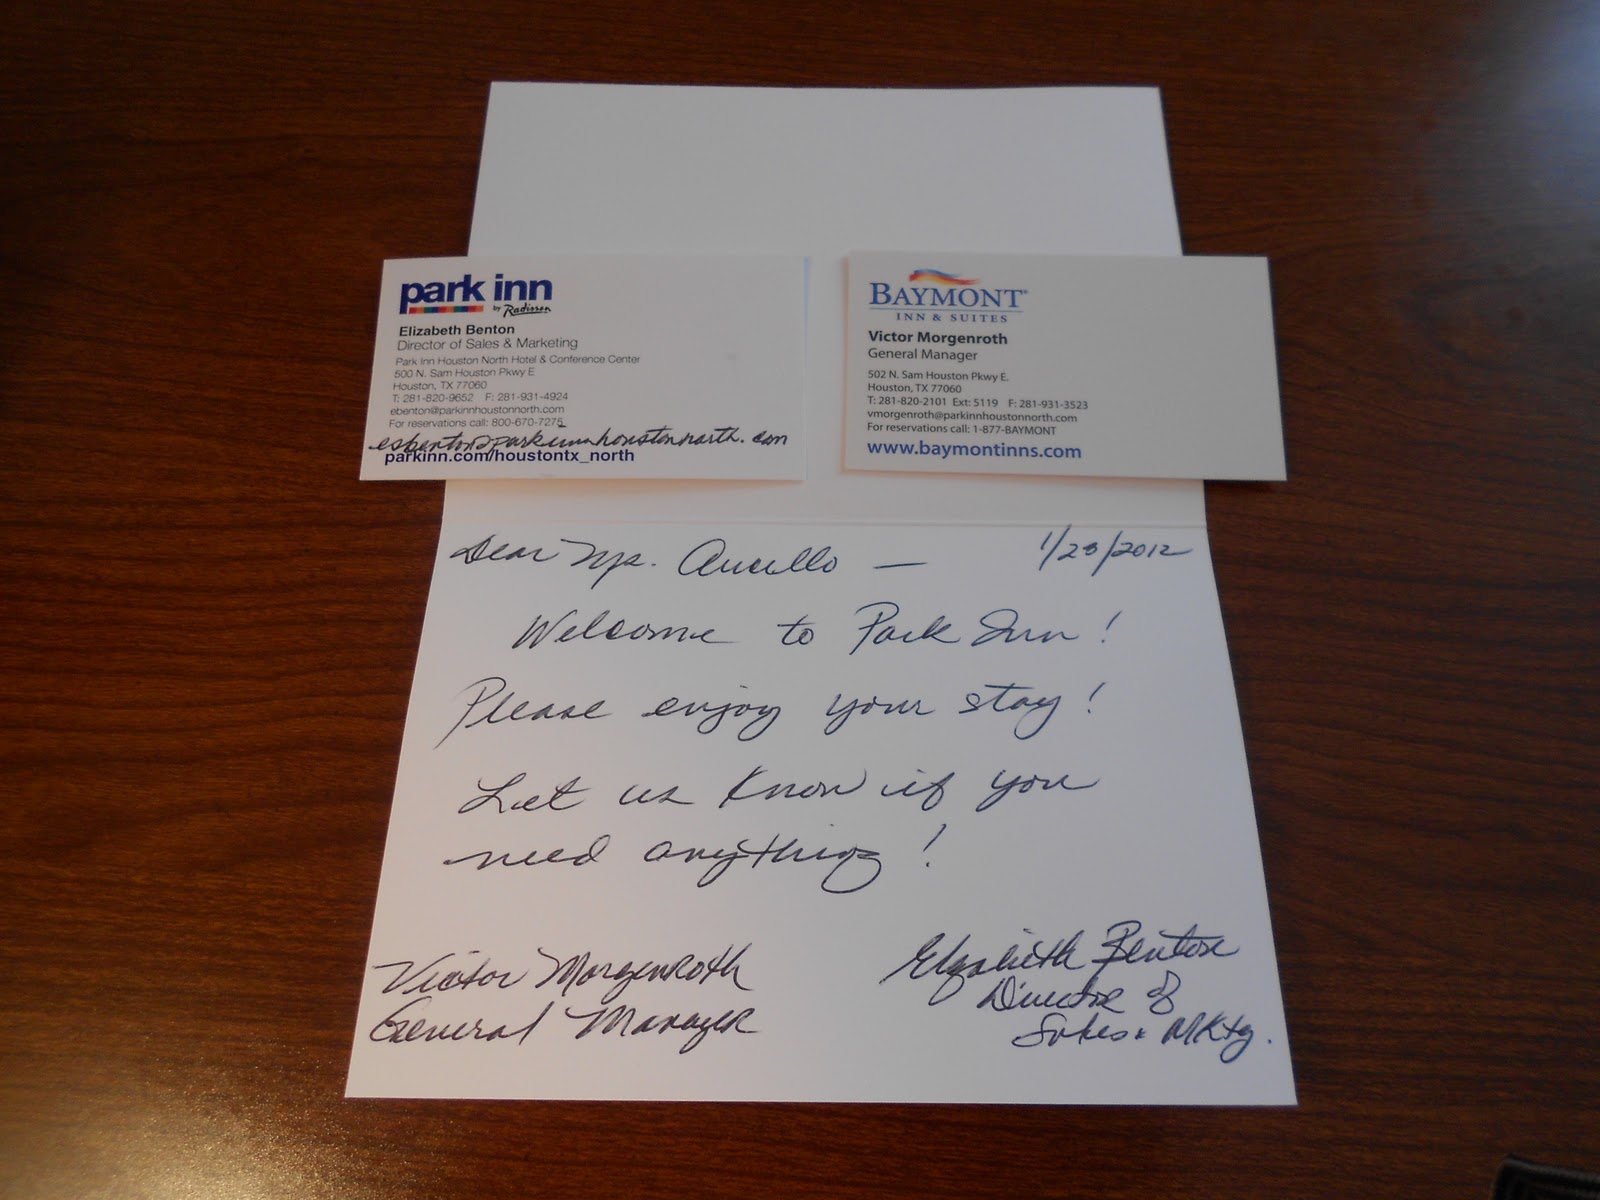 park inn
by Radisson
Elizabeth Benton
Director of Sales & Marketing
Park Inn Houston North Hotel & Conference Center
500 N. Sam Houston Pkwy E
Houston, TX 77060
T: 281-820-9652 F: 281-931-4924
ebenton@parkinnhoustonnorth.com
For reservations call: 800-670-7275
esbenton@parkinnhoustonnorth.com
parkinn.com/houstontx_north
BAYMONT®
INN & SUITES
Victor Morgenroth
General Manager
502 N. Sam Houston Pkwy E.
Houston, TX 77060
T: 281-820-2101 Ext: 5119 F: 281-931-3523
vmorgenroth@parkinnhoustonnorth.com
For reservations call: 1-877-BAYMONT
www.baymontinns.com
Dear — 1/23/2012
Welcome to Park Inn!
Please enjoy your stay!
Let us know if you
need anything!
Victor Morgenroth
General Manager
Elizabeth Benton
Director of
Sales & Mktg.